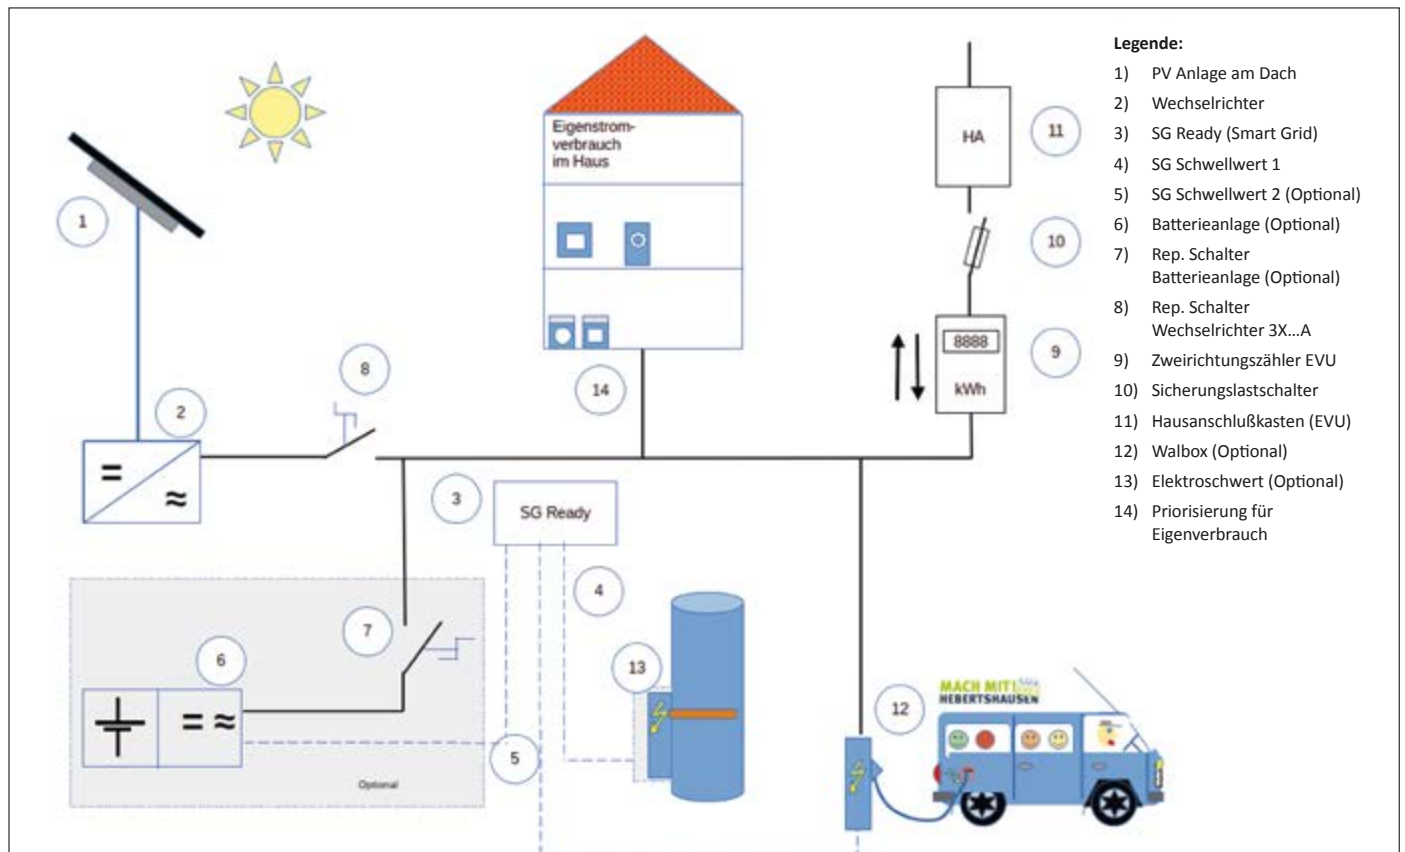 Legende:
1) PV Anlage am Dach
2) Wechselrichter
3) SG Ready (Smart Grid)
4) SG Schwellwert 1
5) SG Schwellwert 2 (Optional)
6) Batterieanlage (Optional)
7) Rep. Schalter
Batterieanlage (Optional)
8) Rep. Schalter
Wechselrichter 3X...A
9) Zweirichtungszähler EVU
10) Sicherungslastschalter
11) Hausanschlußkasten (EVU)
12) Walbox (Optional)
13) Elektroschwert (Optional)
14) Priorisierung für
Eigenverbrauch
Eigenstrom-
verbrauch
im Haus
HA
11
1
10
8888
kWh
9
8
14
2
3
SG Ready
4
7
6
13
5
Optional
12
MACH MIT!
HEBERTSHAUSEN